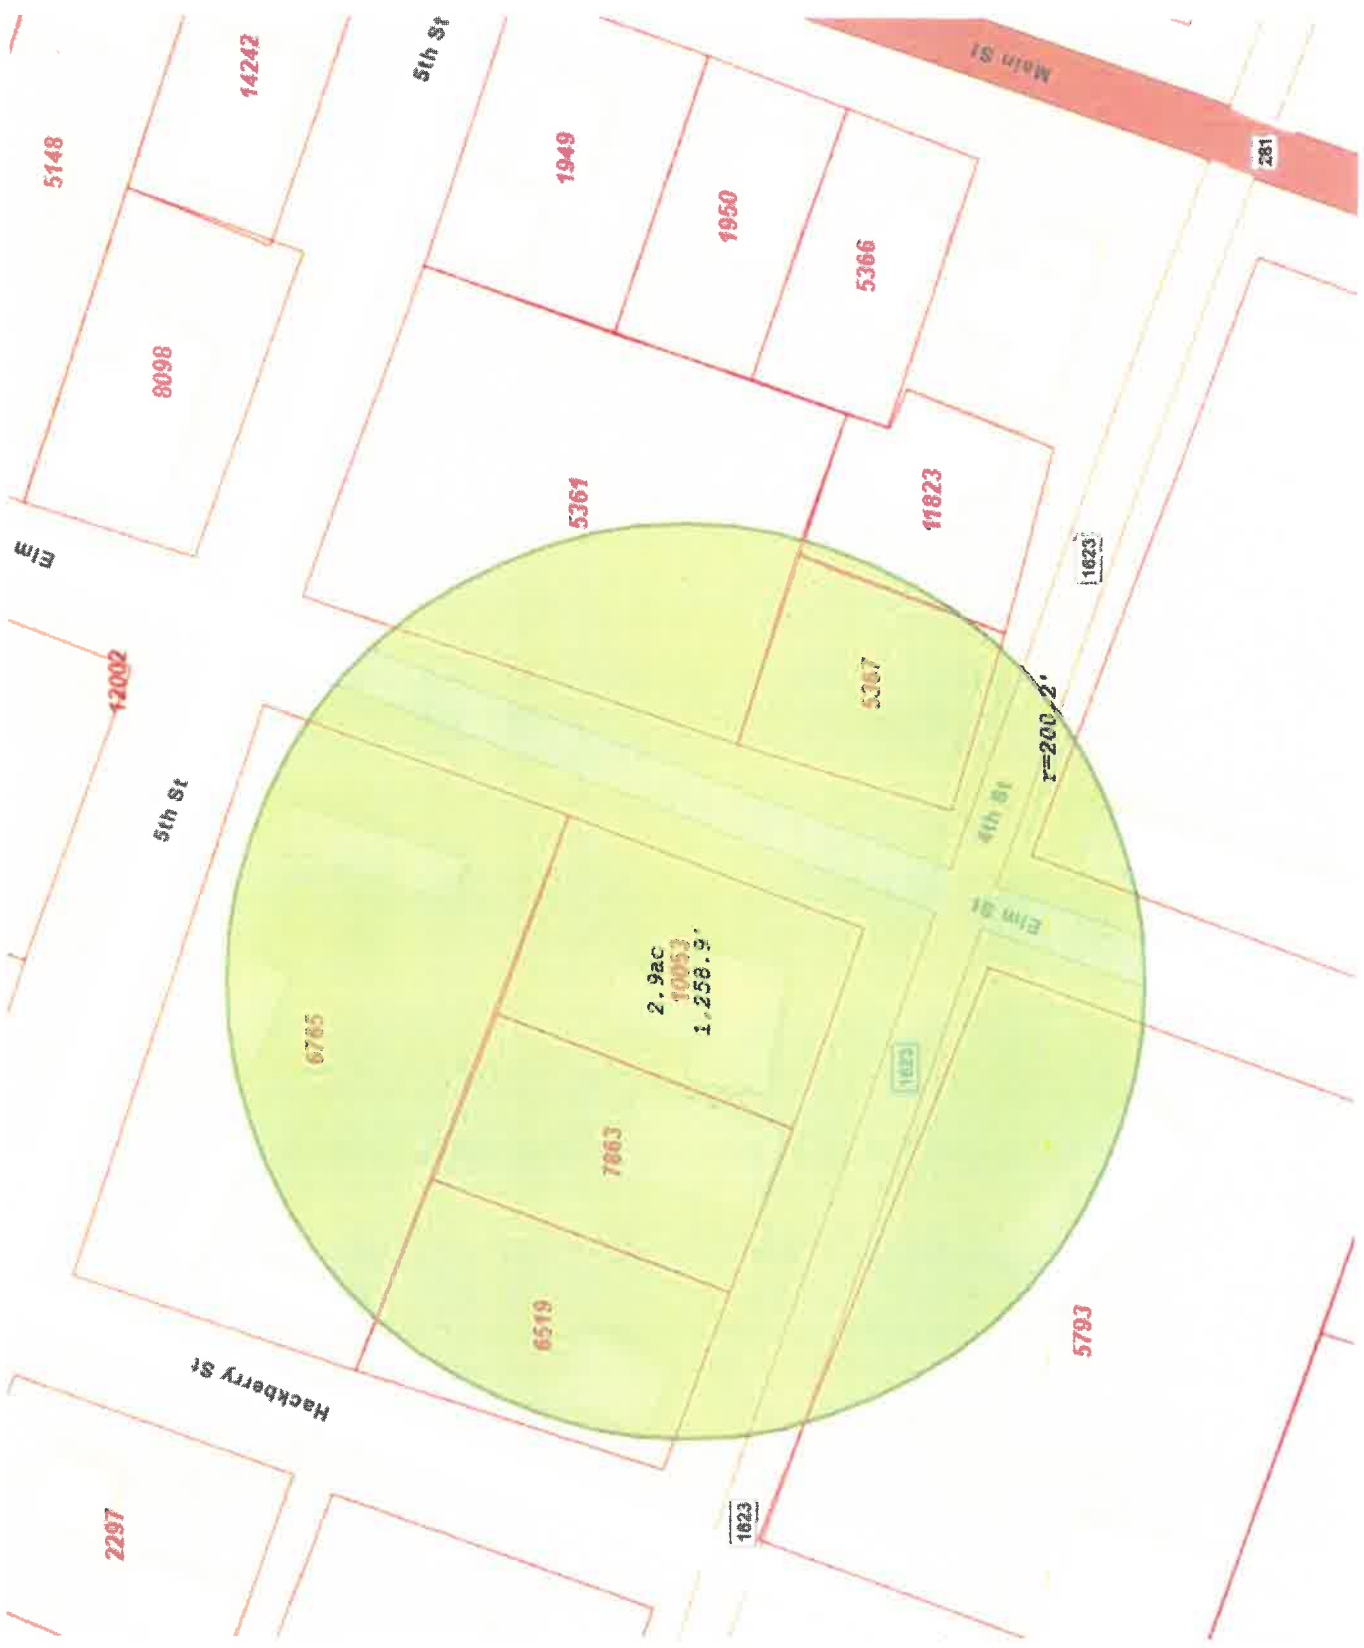 5148
14242
5th St
1949
1950
5366
Main St
281
8098
Elm
5361
11823
1623
12002
5367
5th St
r=200.2'
4th St
Elm St
6785
2.9ac
10053
1,258.9'
1623
7863
6519
5793
Hackberry St
2297
1623